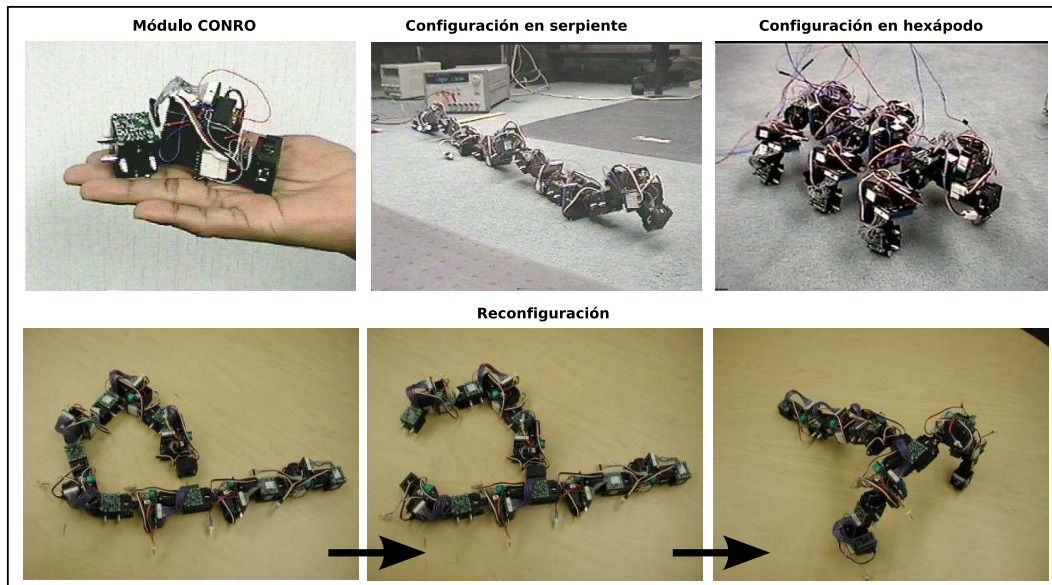 Módulo CONRO
Configuración en serpiente
Configuración en hexápodo
Reconfiguración